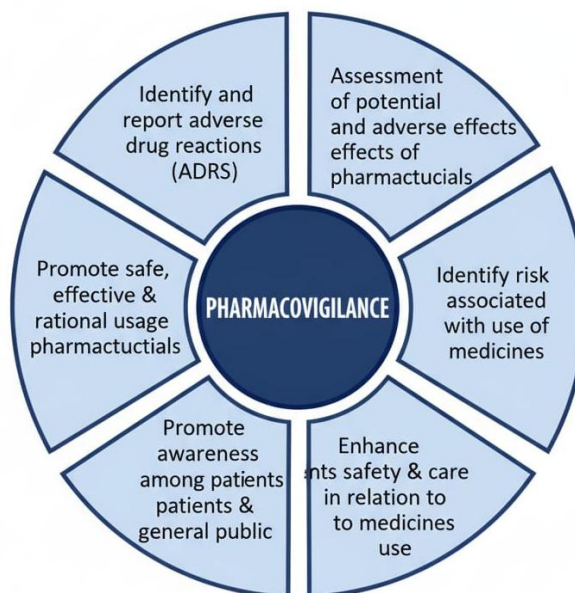 Identify and
report adverse
drug reactions
(ADRS)
Assessment
of potential
and adverse effects
effects of
pharmactucials
Promote safe,
effective &
rational usage
pharmactuctials
PHARMACOVIGILANCE
Identify risk
associated
with use of
medicines
Promote
awareness
among patients
patients &
general public
Enhance
nts safety & care
in relation to
to medicines
use